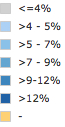 <=4%
>4 - 5%
>5 - 7%
>7 - 9%
>9-12%
>12%
-